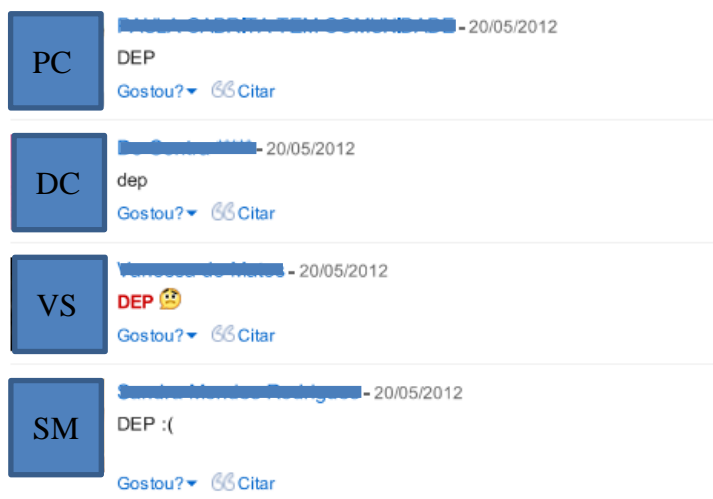 PC
- 20/05/2012
DEP
Gostou? Citar
DC
- 20/05/2012
dep
Gostou? Citar
VS
- 20/05/2012
DEP
Gostou? Citar
SM
- 20/05/2012
DEP :(
Gostou? Citar